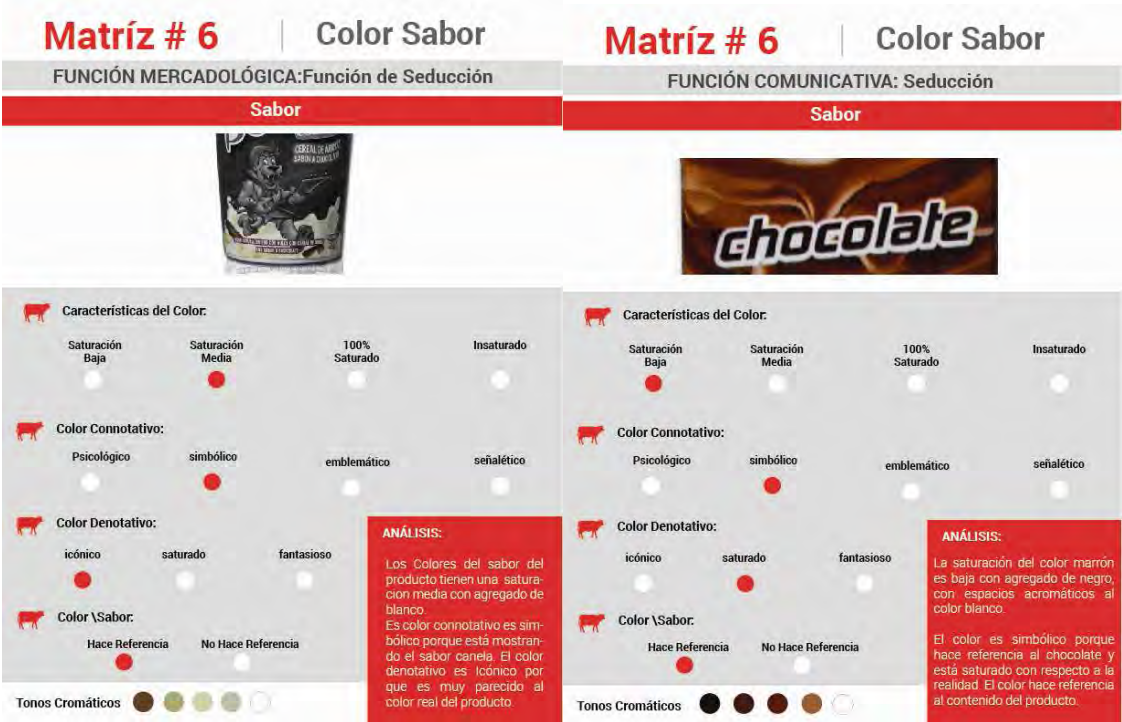 Matríz # 6
Color Sabor
FUNCIÓN MERCADOLÓGICA:Función de Seducción
Sabor
CEREAL DE ARROZ
SABOR A CHOCOLATE
Características del Color:
Saturación Baja
Saturación Media
100% Saturado
Insaturado
Color Connotativo:
Psicológico
simbólico
emblemático
señalético
Color Denotativo:
icónico
saturado
fantasioso
Color \Sabor:
Hace Referencia
No Hace Referencia
Tonos Cromáticos
ANÁLISIS:
Los Colores del sabor del
producto tienen una satura-
cion media con agregado de
blanco.
Es color connotativo es sim-
bólico porque está mostran-
do el sabor canela. El color
denotativo es Icónico por
que es muy parecido al
color real del producto.
Matríz # 6
Color Sabor
FUNCIÓN COMUNICATIVA: Seducción
Sabor
chocolate
Características del Color:
Saturación Baja
Saturación Media
100% Saturado
Insaturado
Color Connotativo:
Psicológico
simbólico
emblemático
señalético
Color Denotativo:
icónico
saturado
fantasioso
Color \Sabor:
Hace Referencia
No Hace Referencia
Tonos Cromáticos
ANÁLISIS:
La saturación del color marrón
es baja con agregado de negro,
con espacios acromáticos al
color blanco.
El color es simbólico porque
hace referencia al chocolate y
está saturado con respecto a la
realidad. El color hace referencia
al contenido del producto.